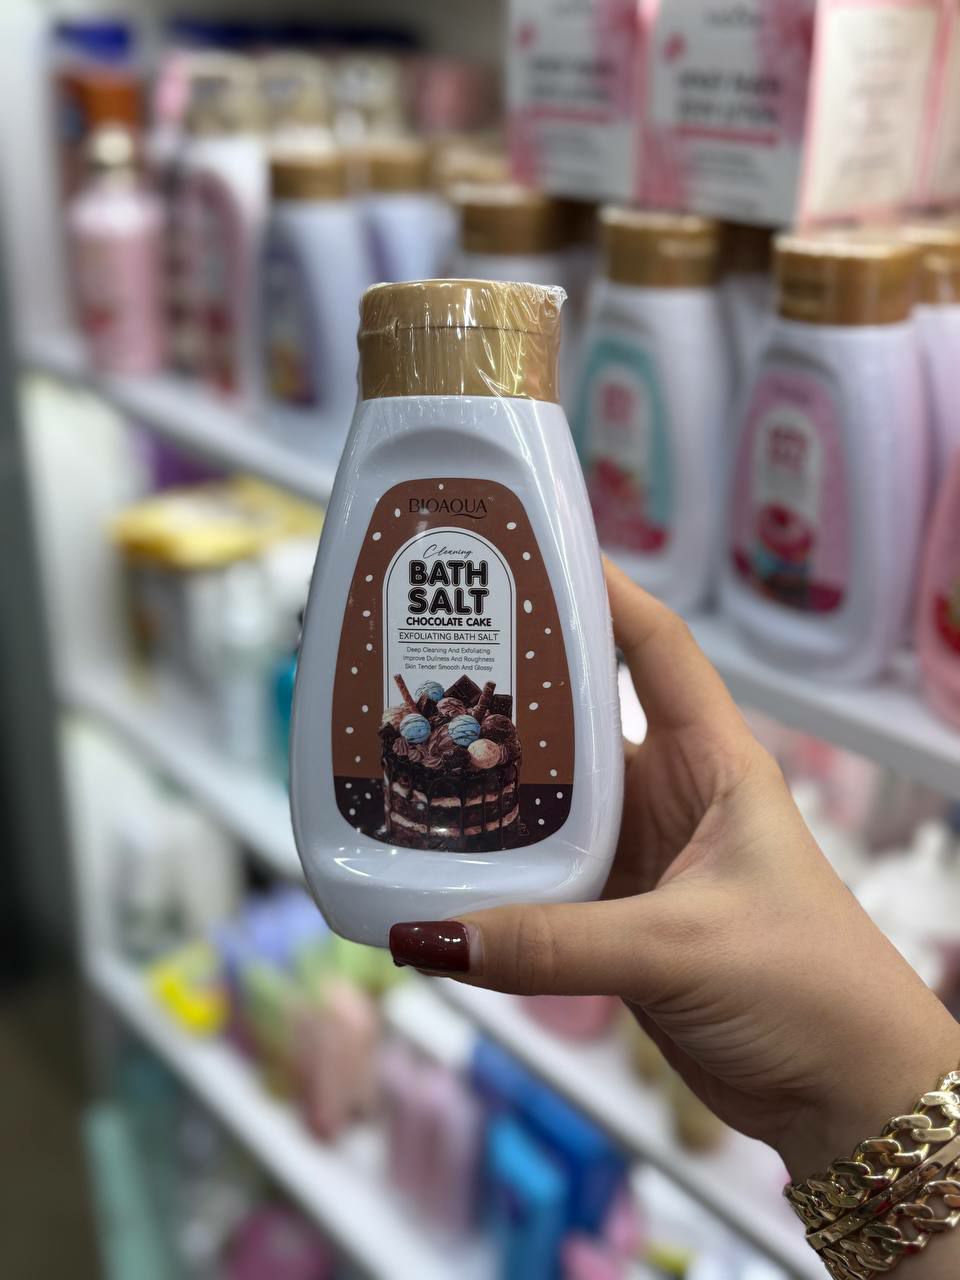 BIOAQUA
Cleaning
BATH
SALT
CHOCOLATE CAKE
EXFOLIATING BATH SALT
Deep Cleaning And Exfoliating
Improve Dullness And Roughness
Skin Tender Smooth And Glossy